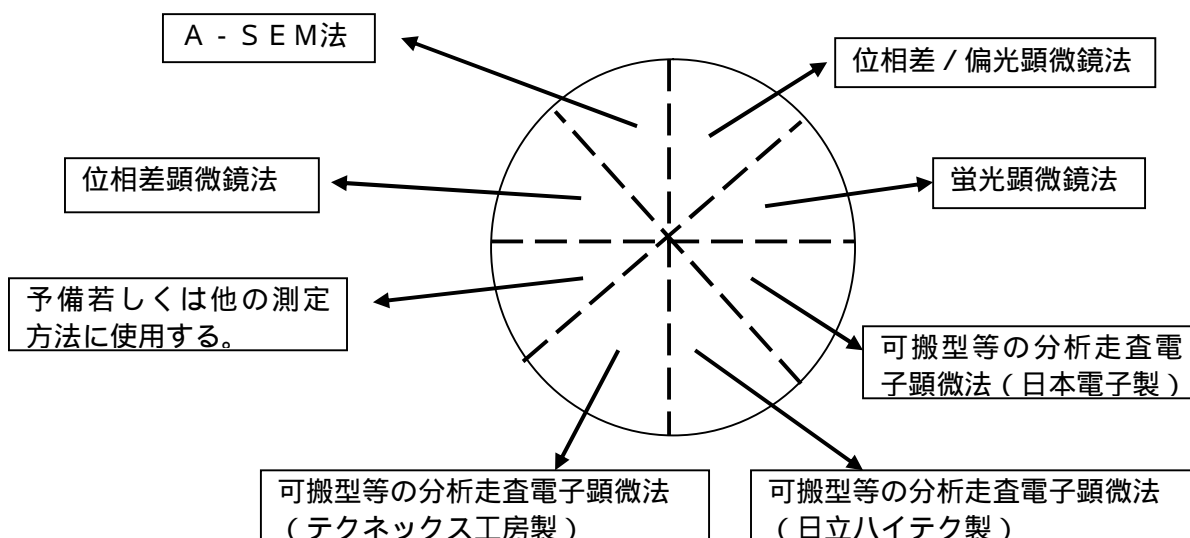 A-SEM法
位相差/偏光顕微鏡法
位相差顕微鏡法
蛍光顕微鏡法
予備若しくは他の測定
方法に使用する。
可搬型等の分析走査電
子顕微法(日本電子製)
可搬型等の分析走査電子顕微法
(テクネックス工房製)
可搬型等の分析走査電子顕微法
(日立ハイテク製)